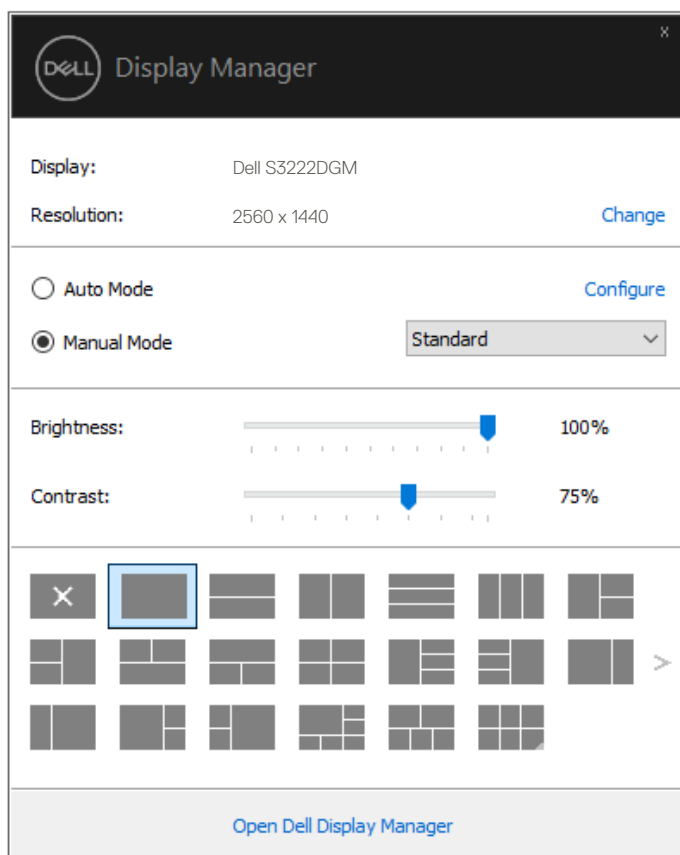 x
DELL Display Manager
Display: Dell S3222DGM
Resolution: 2560 x 1440 Change
Auto Mode Configure
Manual Mode Standard
Brightness: 100%
Contrast: 75%
Open Dell Display Manager